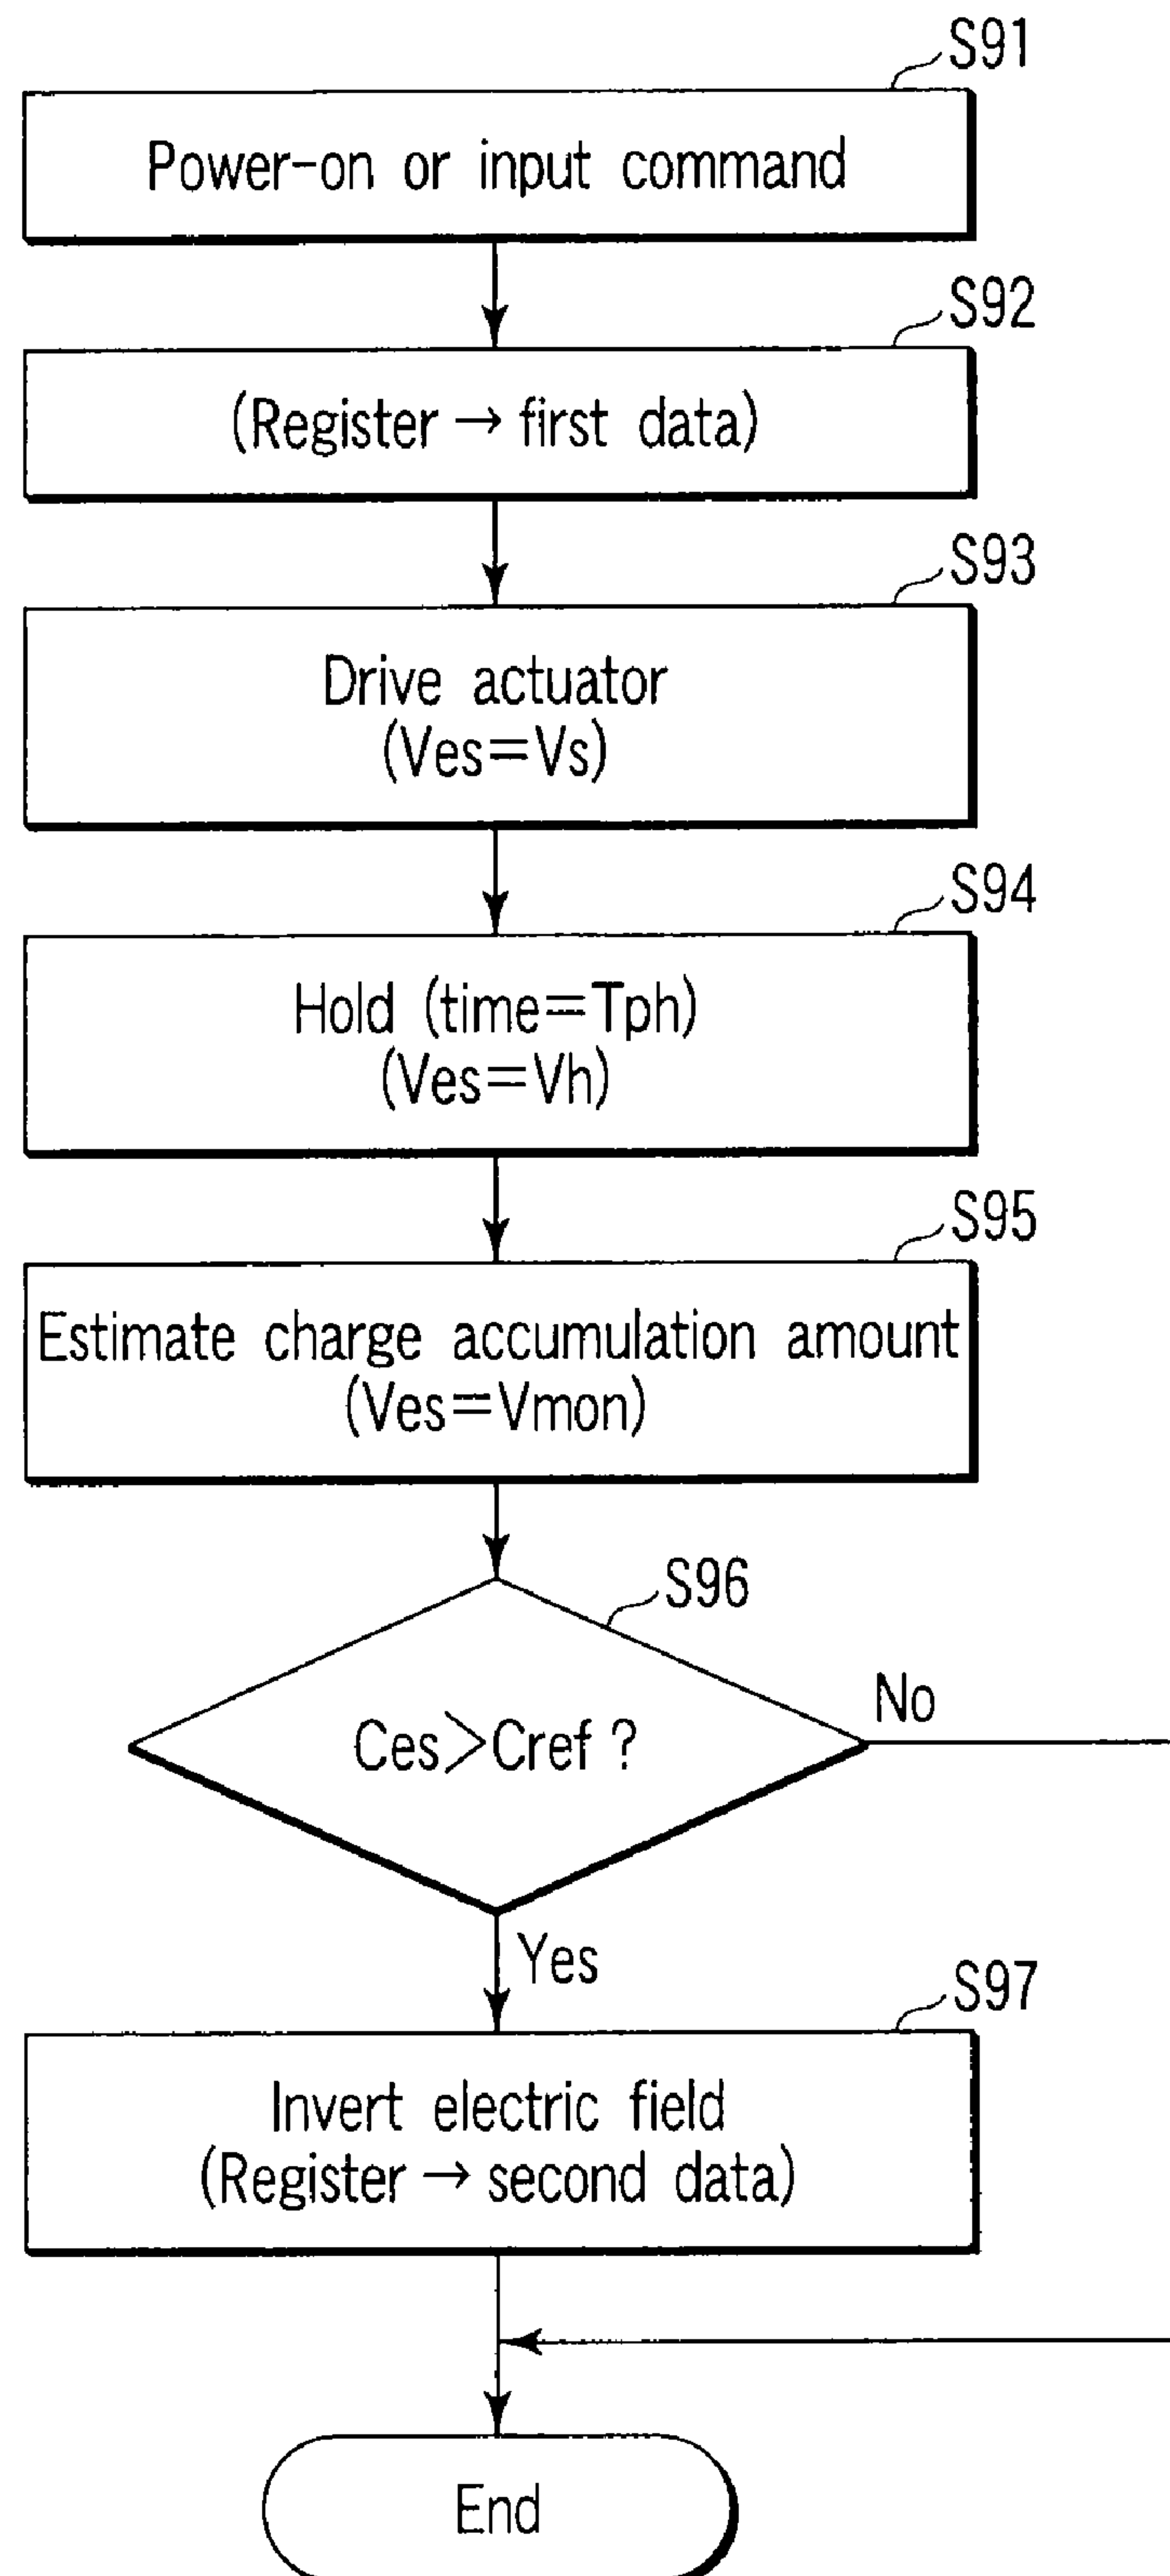 S91
Power-on or input command
S92
(Register → first data)
S93
Drive actuator
(Ves=Vs)
S94
Hold (time=Tph)
(Ves=Vh)
S95
Estimate charge accumulation amount
(Ves=Vmon)
S96
Ces>Cref ?
No
Yes
S97
Invert electric field
(Register → second data)
End